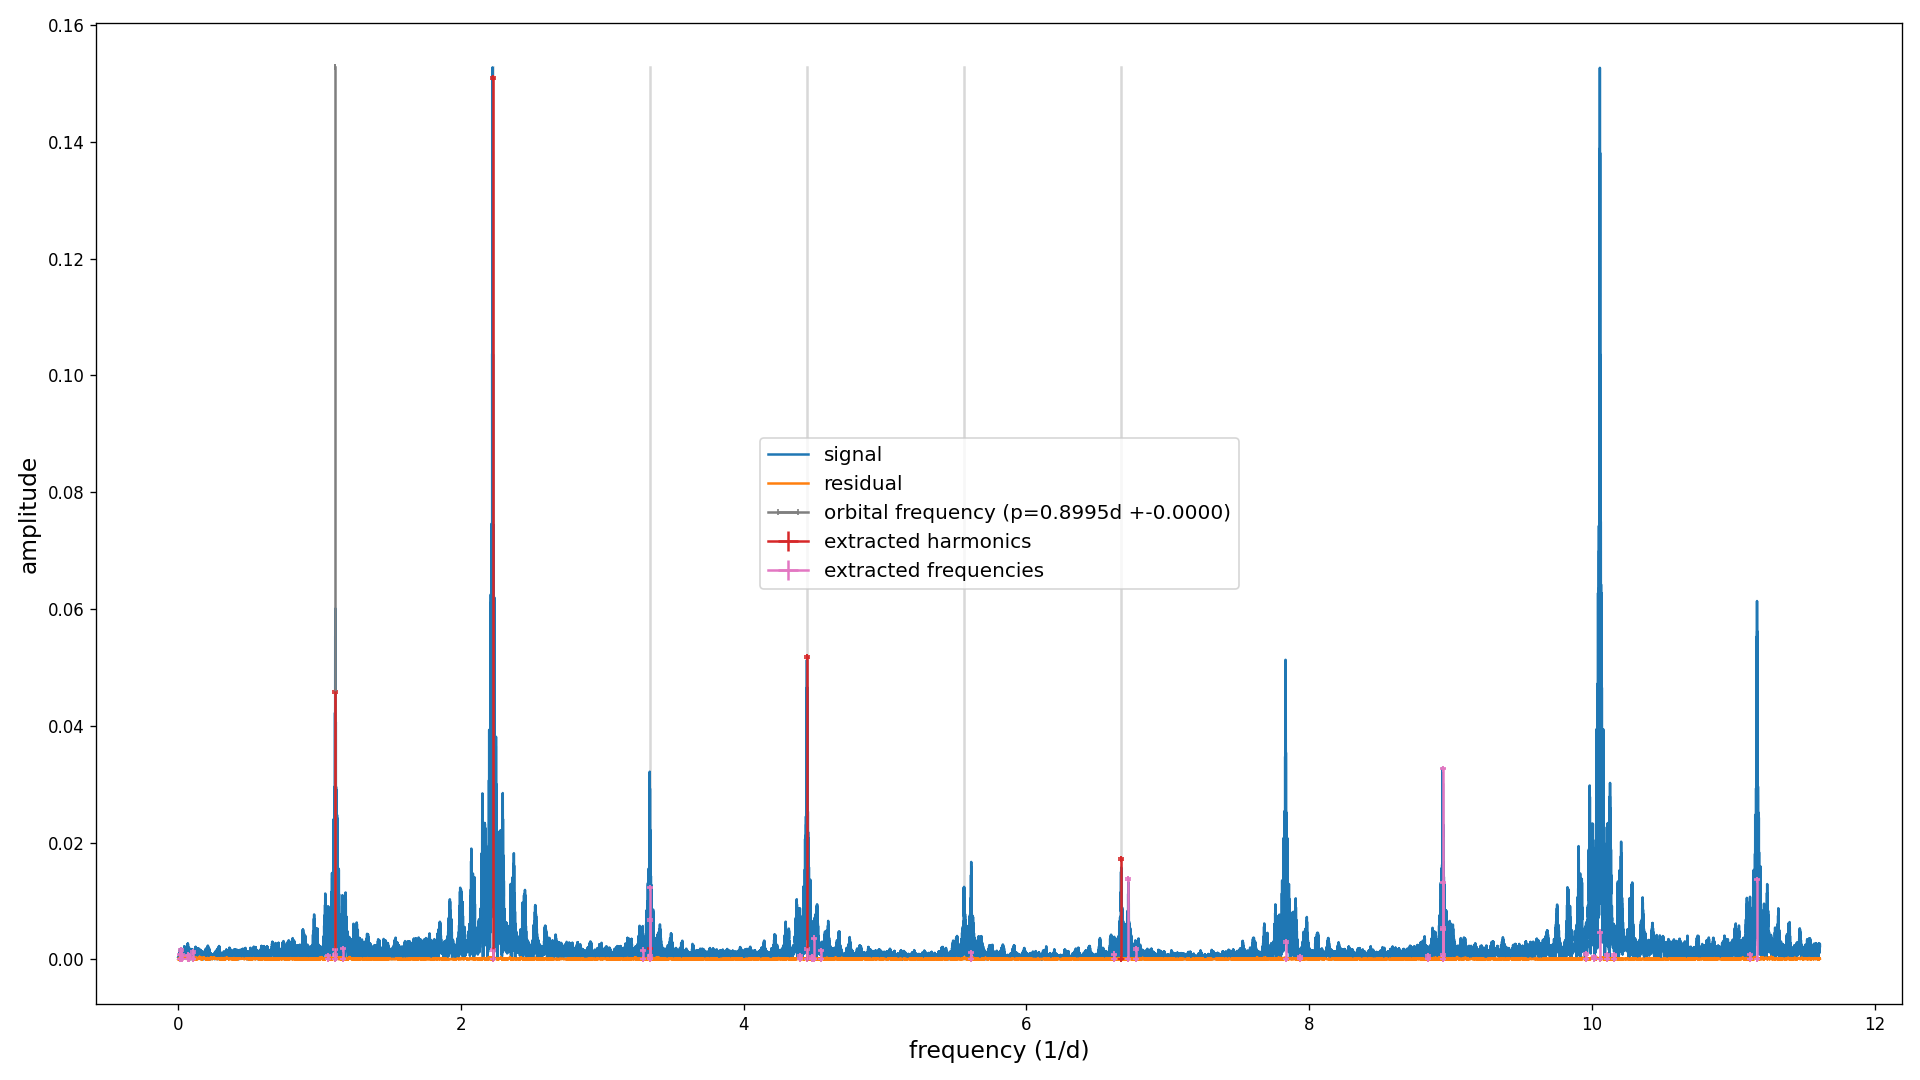 0.16
0.14
0.12
0.10
0.08
0.06
0.04
0.02
0.00
amplitude
signal
residual
orbital frequency (p=0.8995d +-0.0000)
extracted harmonics
extracted frequencies
0 2 4 6 8 10 12
frequency (1/d)